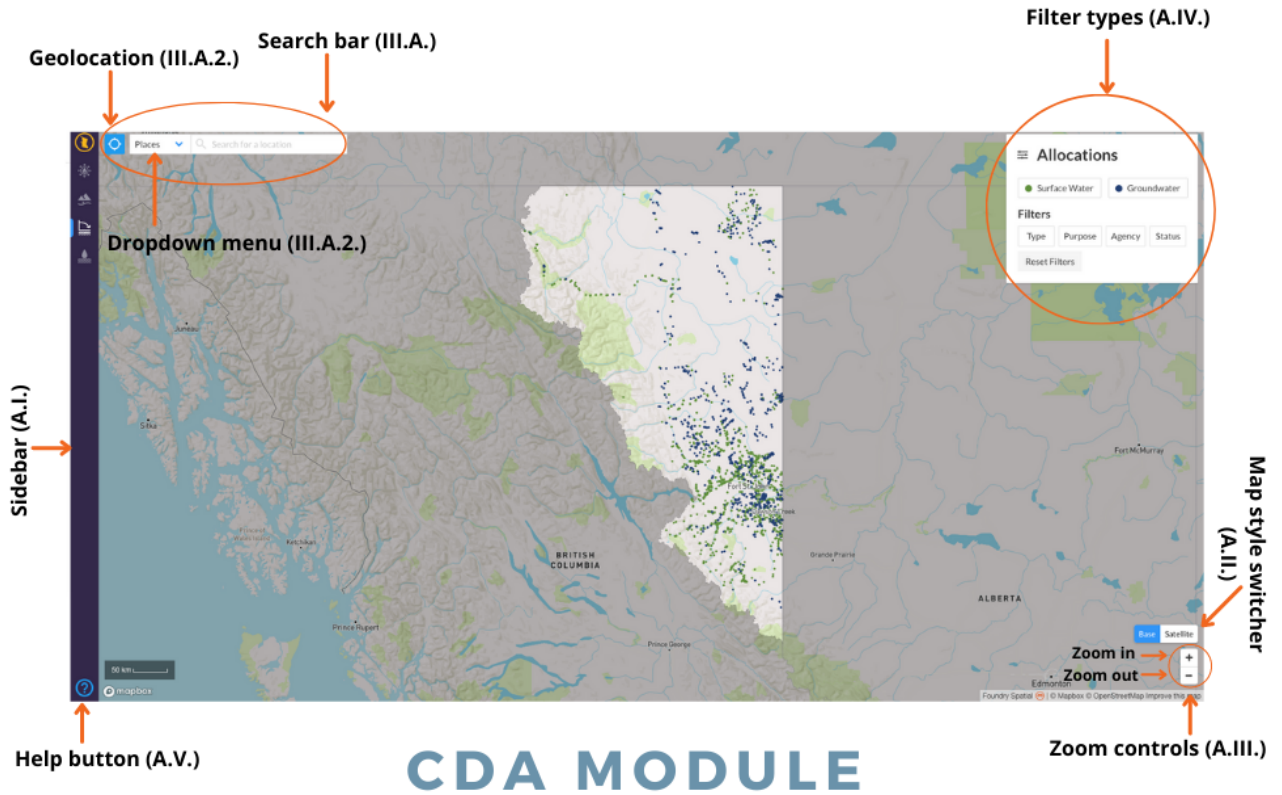 Filter types (A.IV.)
Search bar (III.A.)
Geolocation (III.A.2.)
Places
Search for a location
Allocations
Surface Water
Groundwater
Filters
Type
Purpose
Agency
Status
Reset Filters
Dropdown menu (III.A.2.)
Juneau
Sitka
Sidebar (A.I.)
Fort McMurray
Map style switcher
(A.II.)
Ketchikan
BRITISH
COLUMBIA
Grande Prairie
ALBERTA
Prince Rupert
Prince George
Base
Satellite
Zoom in
+
Zoom out
−
Edmonton
50 km
mapbox
Foundry Spatial | © Mapbox © OpenStreetMap Improve this map
?
Help button (A.V.)
Zoom controls (A.III.)
CDA MODULE